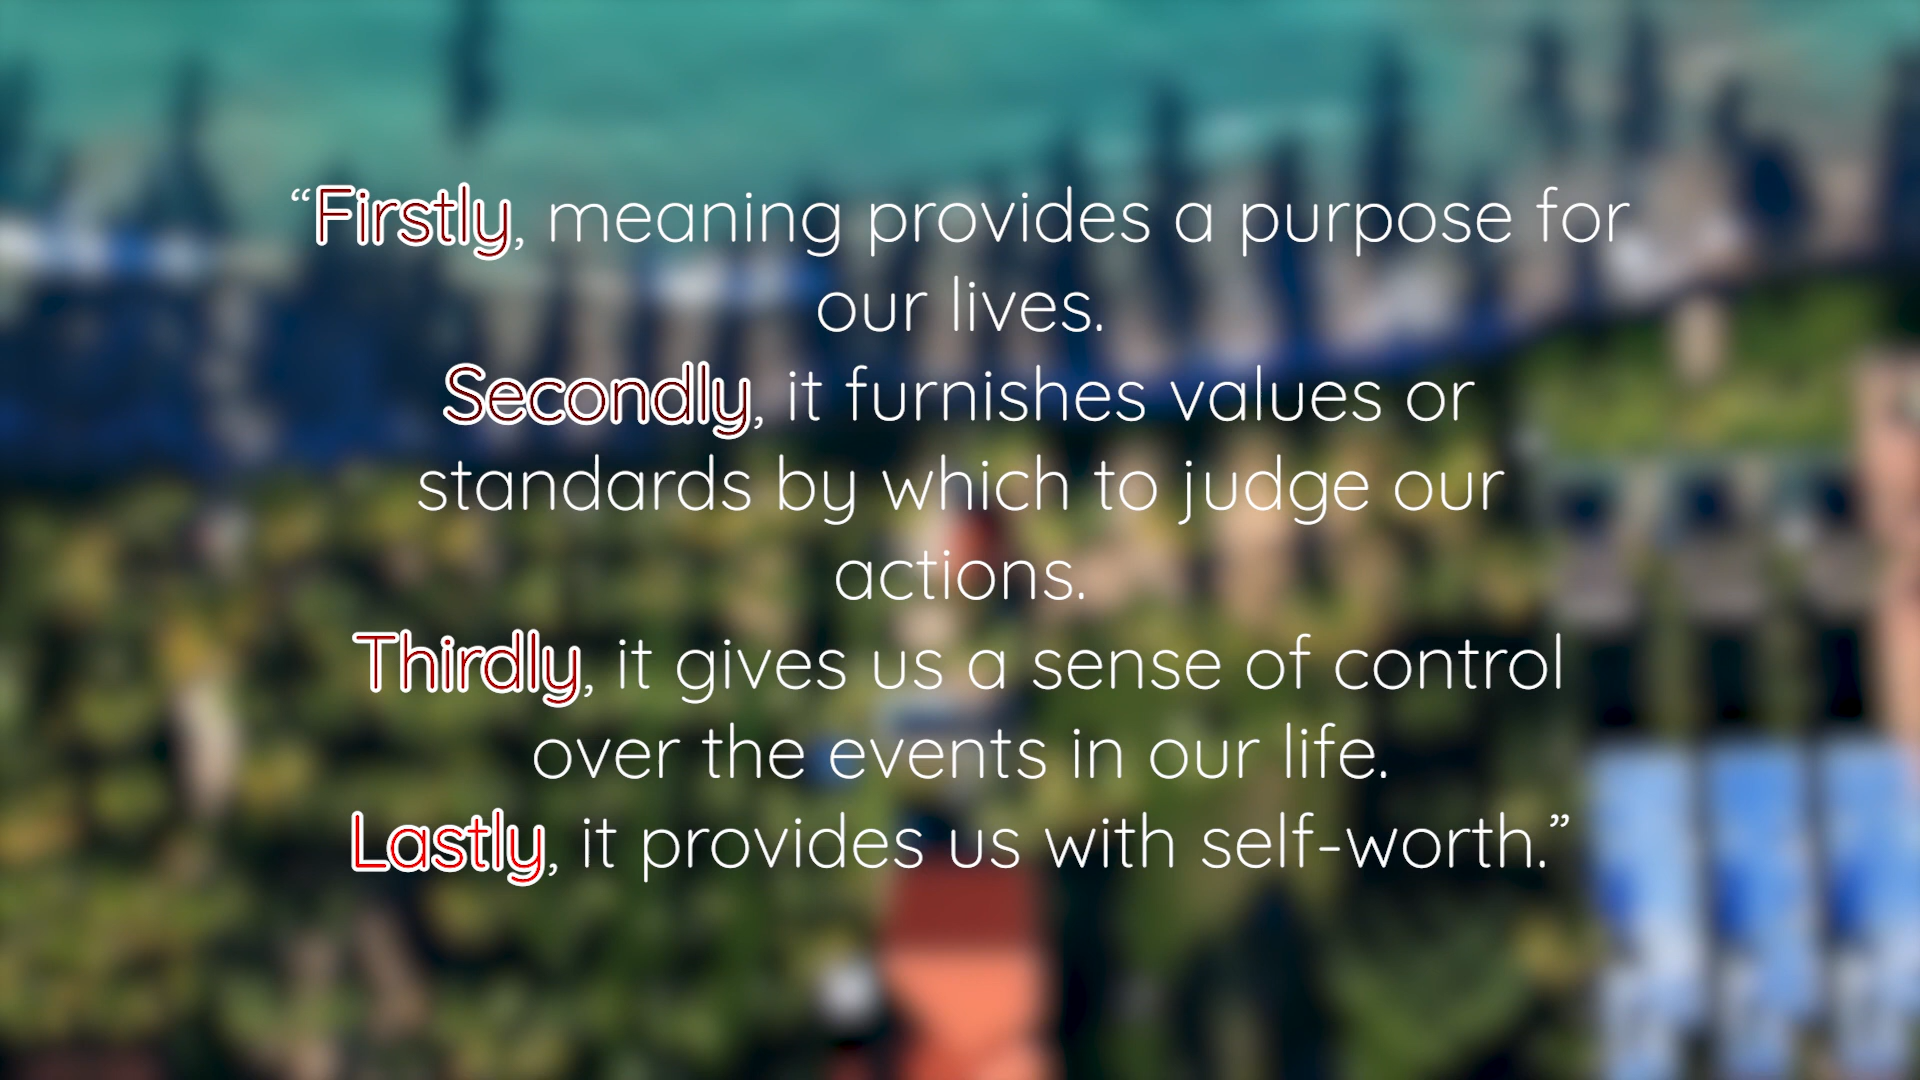 “Firstly, meaning provides a purpose for
our lives.
Secondly, it furnishes values or
standards by which to judge our
actions.
Thirdly, it gives us a sense of control
over the events in our life.
Lastly, it provides us with self-worth.”